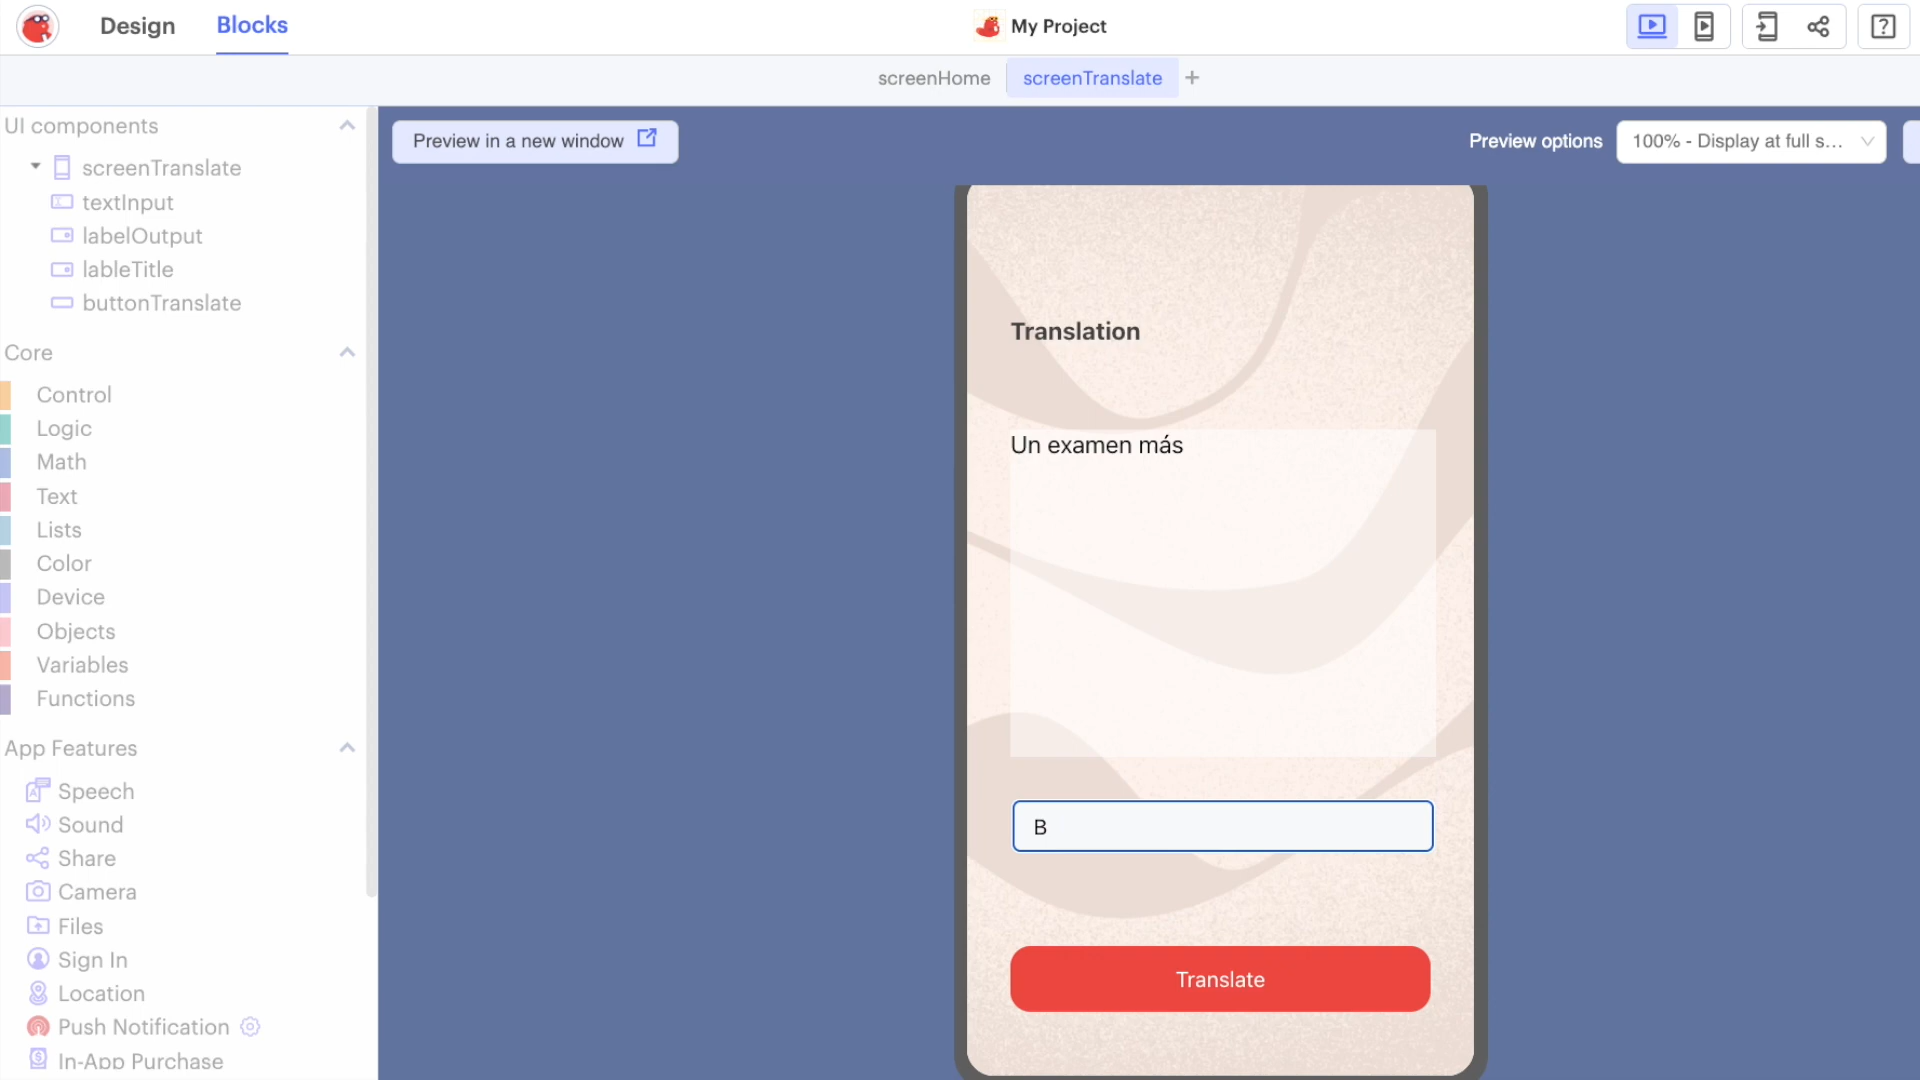 Design
Blocks
My Project
screenHome
screenTranslate
+
UI components
screenTranslate
textInput
labelOutput
lableTitle
buttonTranslate
Core
Control
Logic
Math
Text
Lists
Color
Device
Objects
Variables
Functions
App Features
Speech
Sound
Share
Camera
Files
Sign In
Location
Push Notification
In-App Purchase
Preview in a new window
Preview options
100% - Display at full s...
Translation
Un examen más
B
Translate